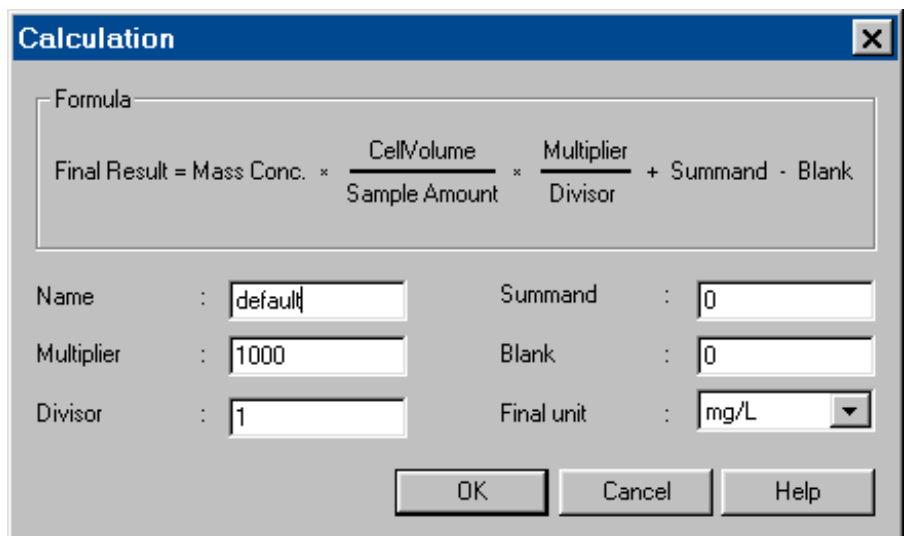 Calculation
Formula
Final Result = Mass Conc. × CellVolume / Sample Amount × Multiplier / Divisor + Summand - Blank
Name : default
Summand : 0
Multiplier : 1000
Blank : 0
Divisor : 1
Final unit : mg/L
OK Cancel Help